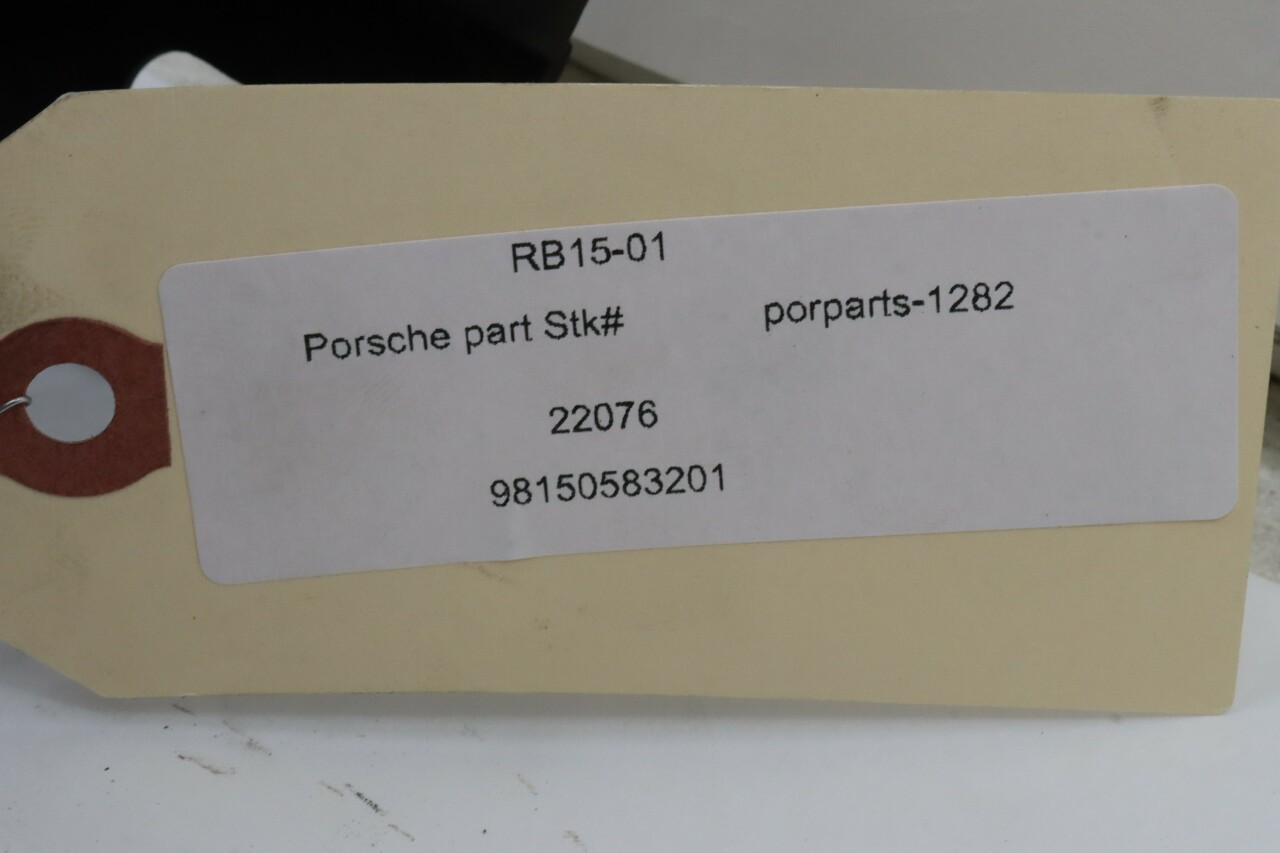 RB15-01
Porsche part Stk# porparts-1282
22076
98150583201